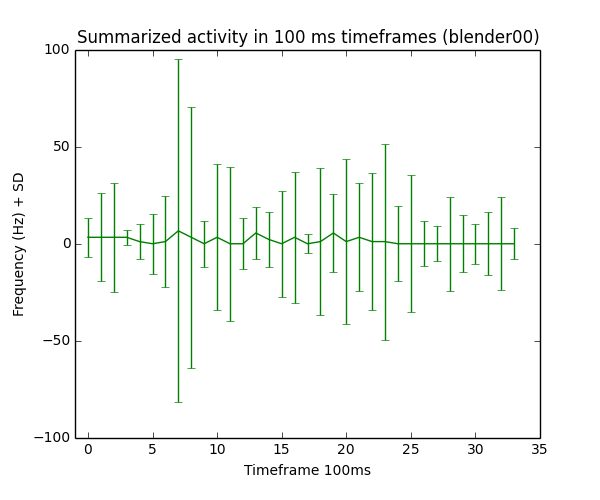 Summarized activity in 100 ms timeframes (blender00)
100
50
0
−50
−100
Frequency (Hz) + SD
0 5 10 15 20 25 30 35
Timeframe 100ms